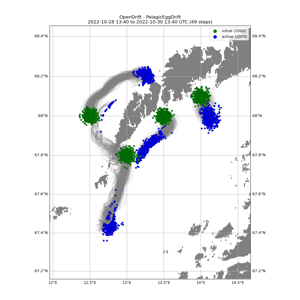 OpenDrift - PelagicEggDrift
2022-10-28 13:40 to 2022-10-30 13:40 UTC (49 steps)
initial (2000)
active (2000)
68.4°N
68.4°N
68.2°N
68.2°N
68°N
68°N
67.8°N
67.8°N
67.6°N
67.6°N
67.4°N
67.4°N
67.2°N
67.2°N
12°E 12.5°E 13°E 13.5°E 14°E 14.5°E